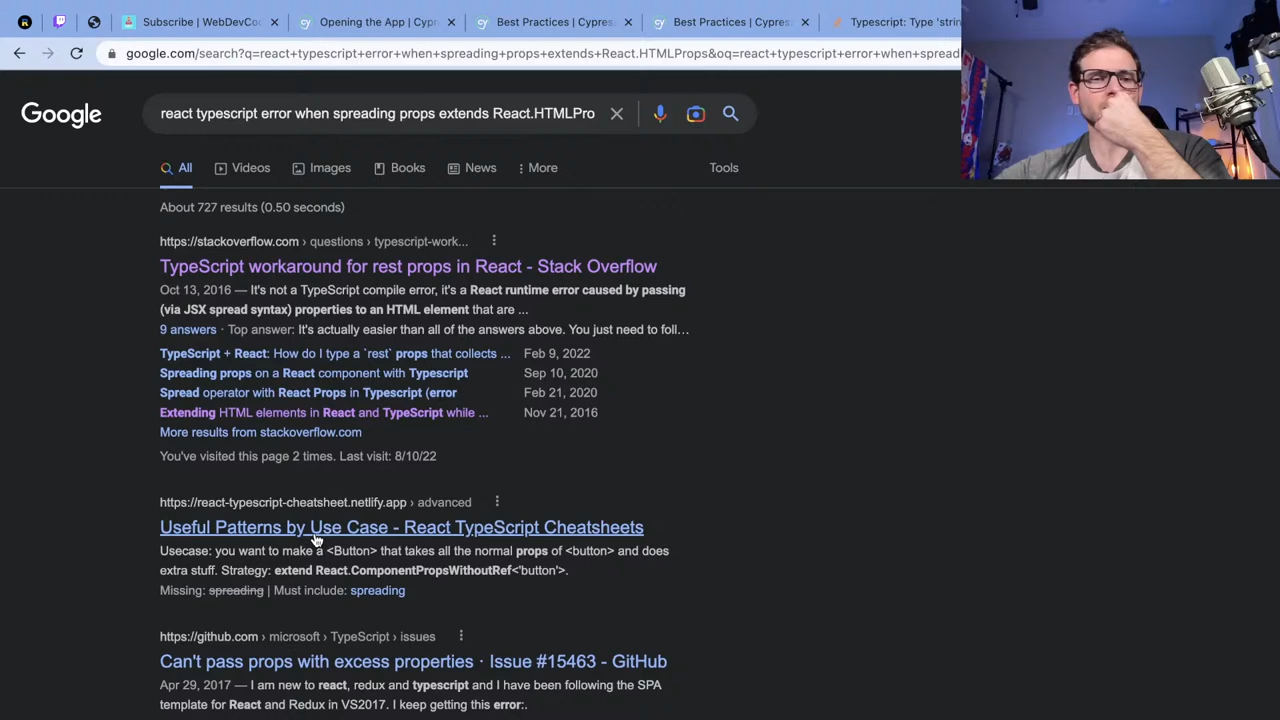 Subscribe | WebDevCo
Opening the App | Cypr
Best Practices | Cypres
Best Practices | Cypres
Typescript: Type 'strin
google.com/search?q=react+typescript+error+when+spreading+props+extends+React.HTMLProps&oq=react+typescript+error+when+spread
Google
react typescript error when spreading props extends React.HTMLPro
All
Videos
Images
Books
News
More
Tools
About 727 results (0.50 seconds)
https://stackoverflow.com › questions › typescript-work...
TypeScript workaround for rest props in React - Stack Overflow
Oct 13, 2016 — It's not a TypeScript compile error, it's a React runtime error caused by passing
(via JSX spread syntax) properties to an HTML element that are ...
9 answers · Top answer: It's actually easier than all of the answers above. You just need to foll...
TypeScript + React: How do I type a `rest` props that collects ... Feb 9, 2022
Spreading props on a React component with Typescript Sep 10, 2020
Spread operator with React Props in Typescript (error Feb 21, 2020
Extending HTML elements in React and TypeScript while ... Nov 21, 2016
More results from stackoverflow.com
You've visited this page 2 times. Last visit: 8/10/22
https://react-typescript-cheatsheet.netlify.app › advanced
Useful Patterns by Use Case - React TypeScript Cheatsheets
Usecase: you want to make a <Button> that takes all the normal props of <button> and does
extra stuff. Strategy: extend React.ComponentPropsWithoutRef<'button'>.
Missing: spreading | Must include: spreading
https://github.com › microsoft › TypeScript › issues
Can't pass props with excess properties · Issue #15463 - GitHub
Apr 29, 2017 — I am new to react, redux and typescript and I have been following the SPA
template for React and Redux in VS2017. I keep getting this error:.